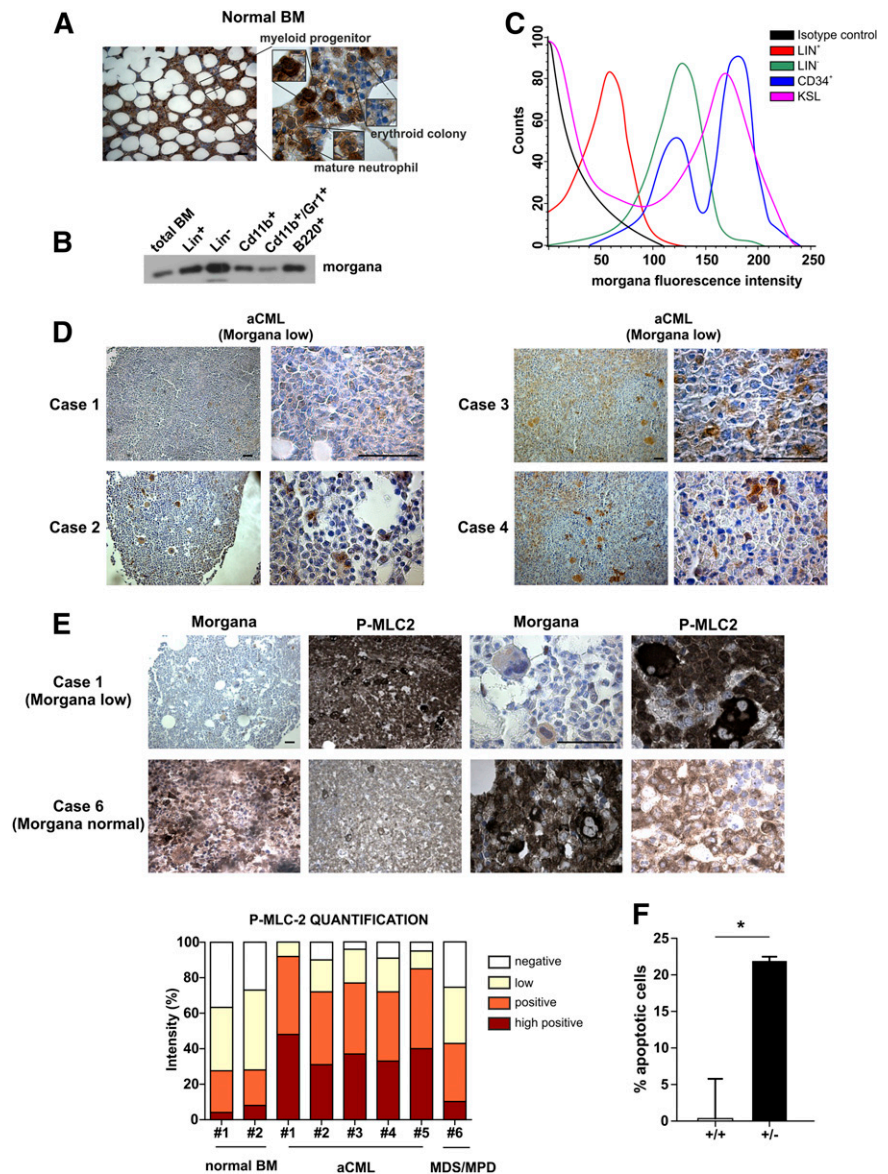 A
Normal BM
myeloid progenitor
erythroid colony
mature neutrophil
B
total BM
Lin+
Lin-
Cd11b+
Cd11b+/Gr1+
B220+
morgana
C
Isotype control
LIN+
LIN-
CD34+
KSL
Counts
100
80
60
40
20
0
50
100
150
200
250
morgana fluorescence intensity
D
aCML
(Morgana low)
Case 1
Case 2
aCML
(Morgana low)
Case 3
Case 4
E
Morgana
P-MLC2
Morgana
P-MLC2
Case 1
(Morgana low)
Case 6
(Morgana normal)
P-MLC-2 QUANTIFICATION
Intensity (%)
100
80
60
40
20
0
negative
low
positive
high positive
#1
#2
#1
#2
#3
#4
#5
#6
normal BM
aCML
MDS/MPD
F
% apoptotic cells
25
22
15
10
5
0
*
+/+
+/-